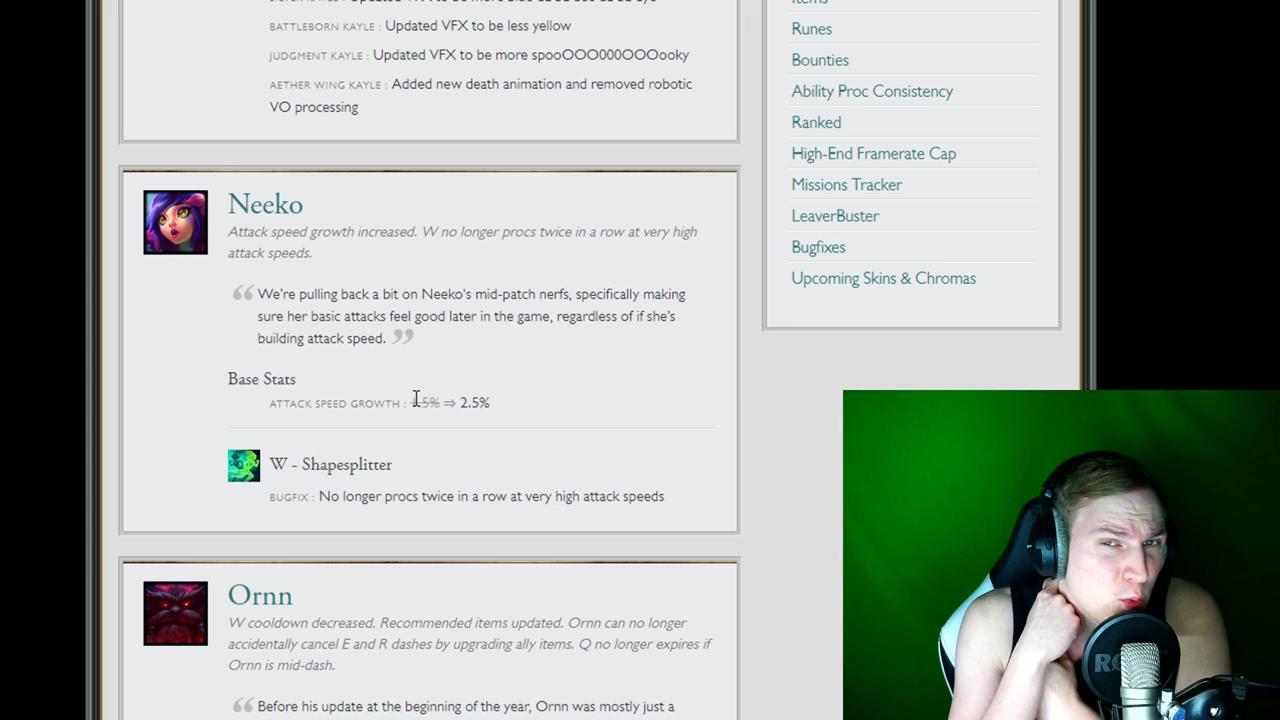 BATTLEBORN KAYLE : Updated VFX to be less yellow
JUDGMENT KAYLE : Updated VFX to be more spooOOO000OOOooky
AETHER WING KAYLE : Added new death animation and removed robotic
VO processing
Neeko
Attack speed growth increased. W no longer procs twice in a row at very high
attack speeds.
“ We're pulling back a bit on Neeko's mid-patch nerfs, specifically making
sure her basic attacks feel good later in the game, regardless of if she's
building attack speed. ”
Base Stats
ATTACK SPEED GROWTH : ⇒ 2.5%
W - Shapesplitter
BUGFIX : No longer procs twice in a row at very high attack speeds
Ornn
W cooldown decreased. Recommended items updated. Ornn can no longer
accidentally cancel E and R dashes by upgrading ally items. Q no longer expires if
Ornn is mid-dash.
“ Before his update at the beginning of the year, Ornn was mostly just a
Items
Runes
Bounties
Ability Proc Consistency
Ranked
High-End Framerate Cap
Missions Tracker
LeaverBuster
Bugfixes
Upcoming Skins & Chromas